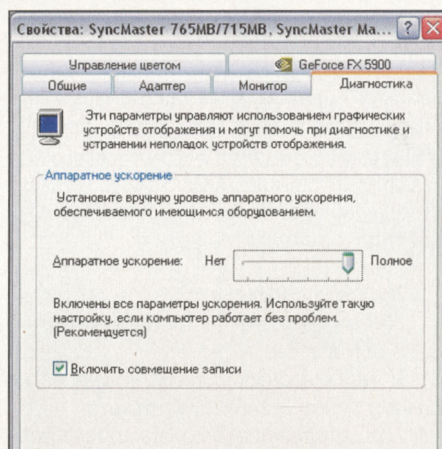 Свойства: SyncMaster 765MB/715MB, SyncMaster Ma...
Управление цветом
GeForce FX 5900
Общие
Адаптер
Монитор
Диагностика
Эти параметры управляют использованием графических
устройств отображения и могут помочь при диагностике и
устранении неполадок устройств отображения.
Аппаратное ускорение
Установите вручную уровень аппаратного ускорения,
обеспечиваемого имеющимся оборудованием.
Аппаратное ускорение: Нет Полное
Включены все параметры ускорения. Используйте такую
настройку, если компьютер работает без проблем.
(Рекомендуется)
Включить совмещение записи